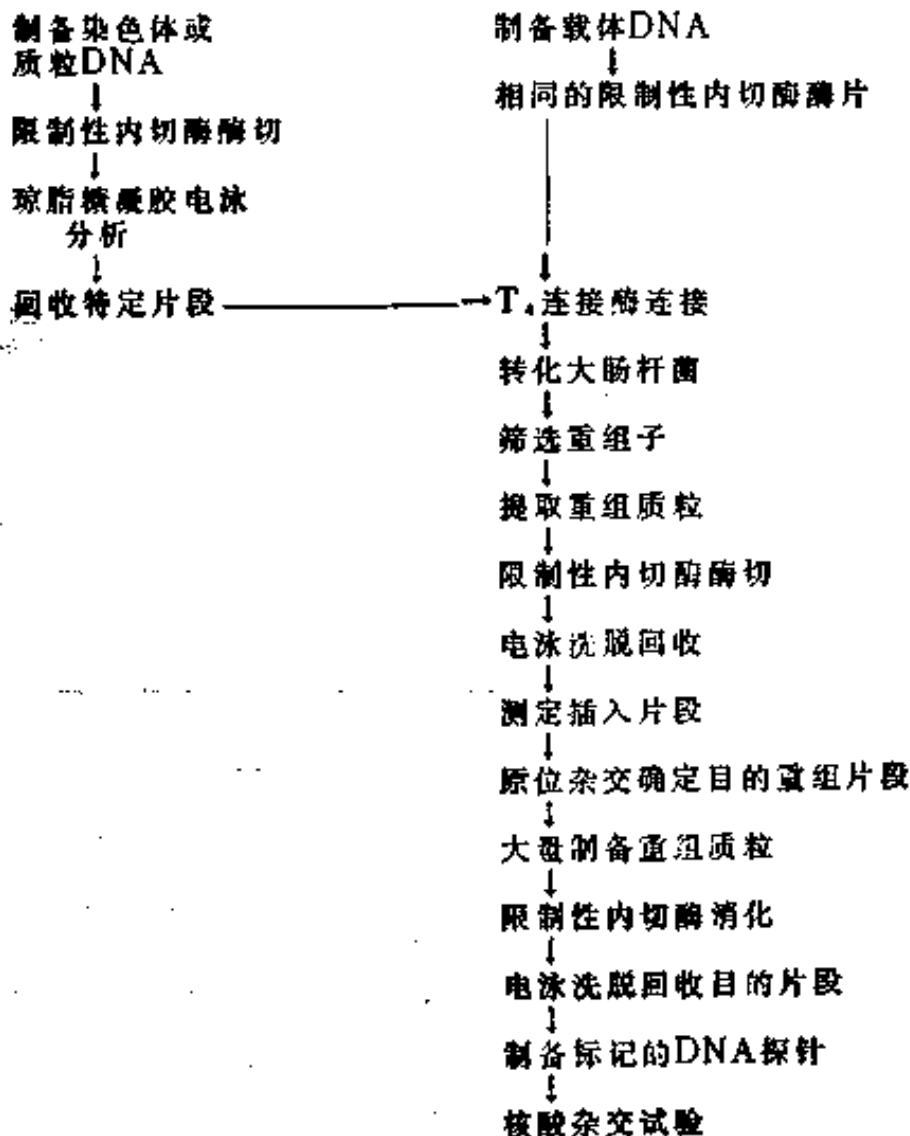 制备染色体或
质粒DNA
限制性内切酶酶切
琼脂糖凝胶电泳
分析
回收特定片段
制备载体DNA
相同的限制性内切酶酶片
T₄连接酶连接
转化大肠杆菌
筛选重组子
提取重组质粒
限制性内切酶酶切
电泳洗脱回收
测定插入片段
原位杂交确定目的重组片段
大量制备重组质粒
限制性内切酶消化
电泳洗脱回收目的片段
制备标记的DNA探针
核酸杂交试验